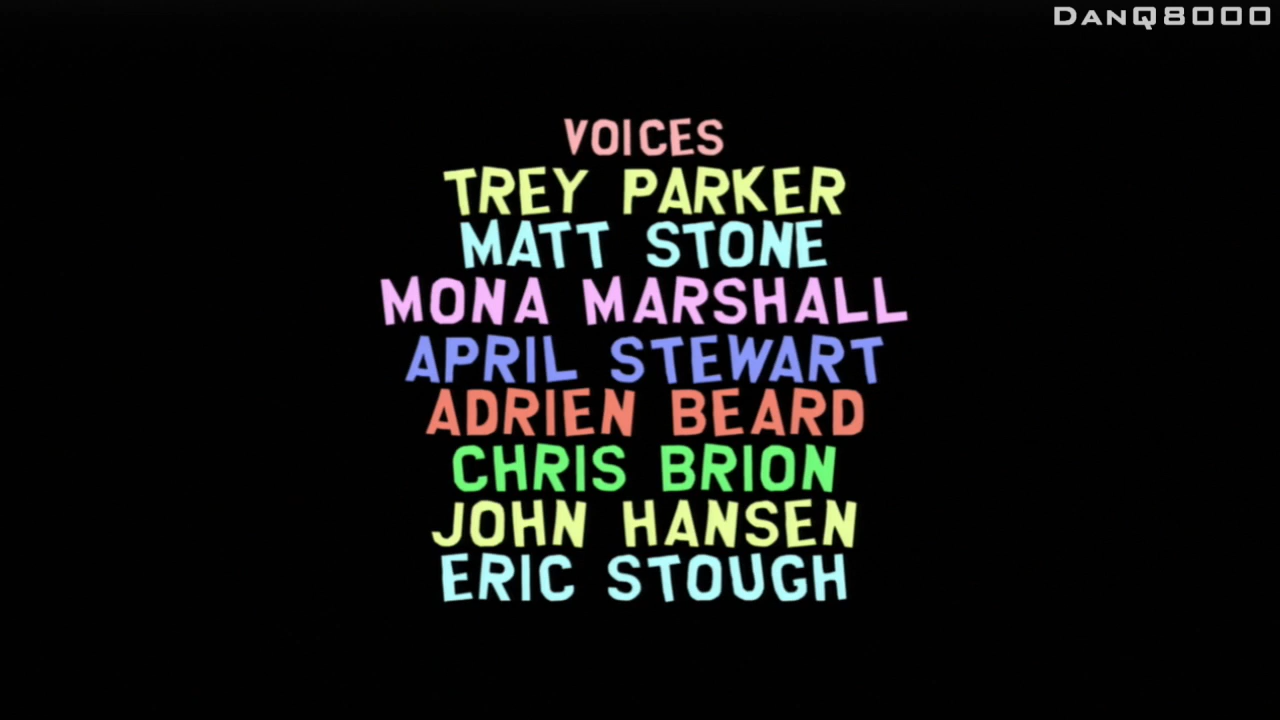 DanQ8000
VOICES
TREY PARKER
MATT STONE
MONA MARSHALL
APRIL STEWART
ADRIEN BEARD
CHRIS BRION
JOHN HANSEN
ERIC STOUGH